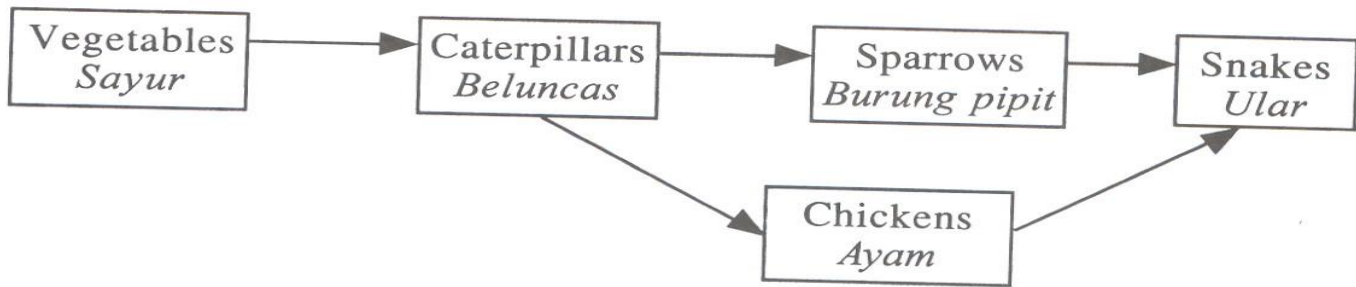 Vegetables
Sayur
Caterpillars
Beluncas
Sparrows
Burung pipit
Snakes
Ular
Chickens
Ayam